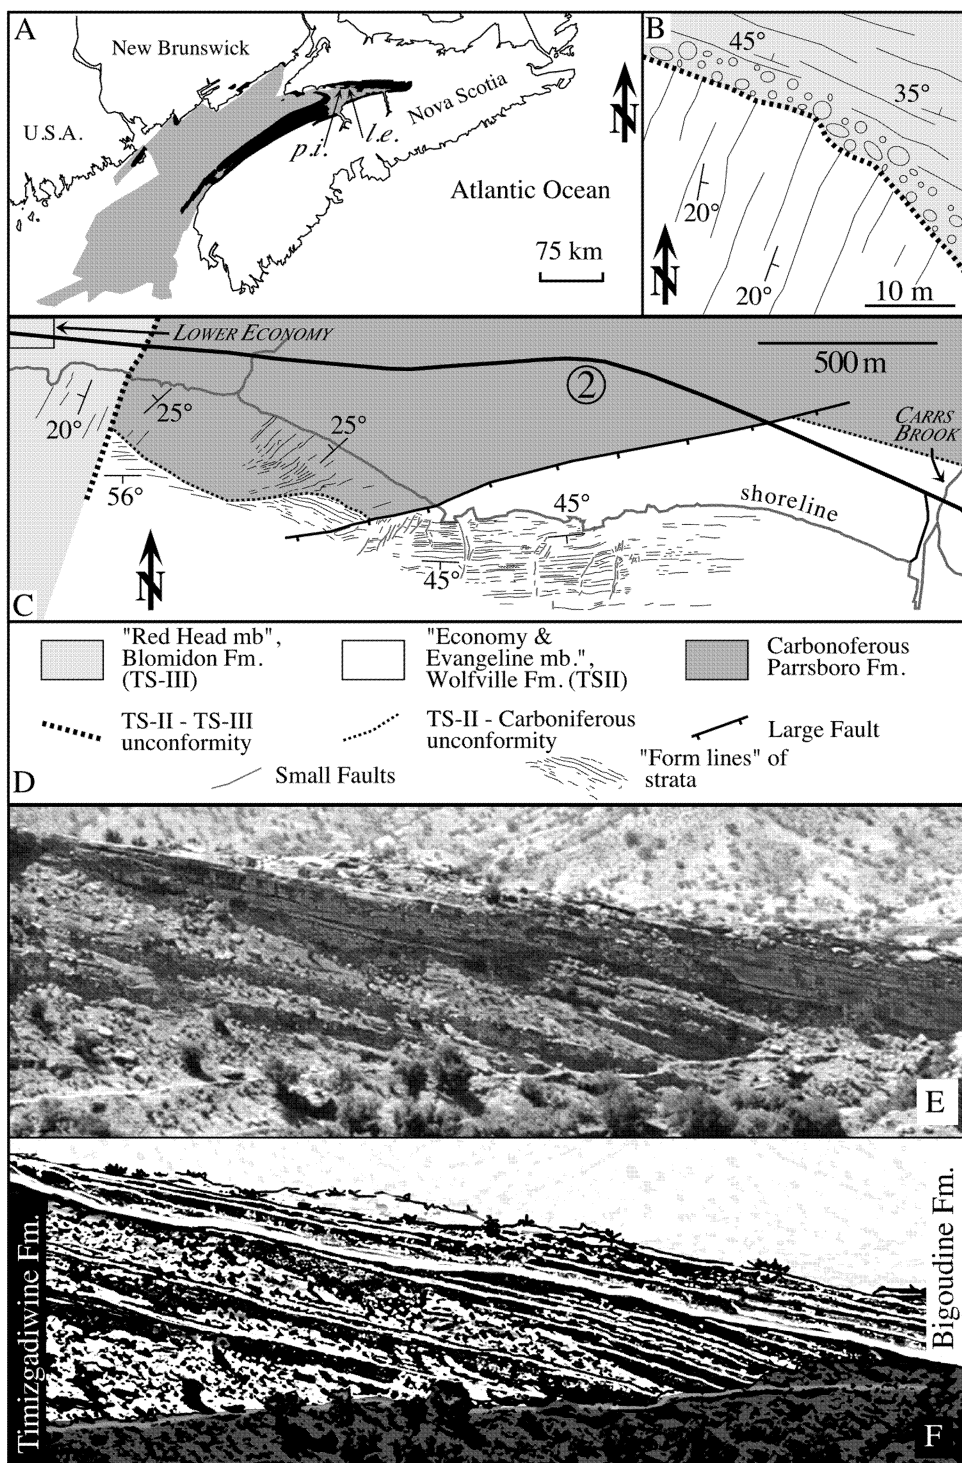 A
New Brunswick
U.S.A.
Nova Scotia
p.i.
l.e.
Atlantic Ocean
75 km
N
B
45°
35°
20°
20°
N
10 m
LOWER ECONOMY
500 m
2
CARRS
BROOK
20°
25°
25°
56°
45°
45°
shoreline
N
C
"Red Head mb",
Blomidon Fm.
(TS-III)
"Economy &
Evangeline mb.",
Wolfville Fm. (TSII)
Carbonoferous
Parrsboro Fm.
TS-II - TS-III
unconformity
TS-II - Carboniferous
unconformity
Large Fault
Small Faults
"Form lines" of
strata
D
E
Timizgadiwine Fm.
Bigoudine Fm.
F